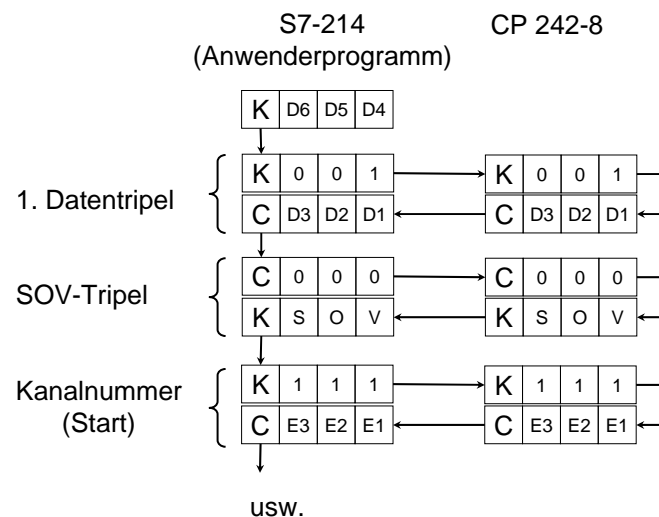 S7-214 CP 242-8
(Anwenderprogramm)
K D6 D5 D4
K 0 0 1 K 0 0 1
1. Datentripel
C D3 D2 D1 C D3 D2 D1
C 0 0 0 C 0 0 0
SOV-Tripel
K S O V K S O V
Kanalnummer K 1 1 1 K 1 1 1
(Start) C E3 E2 E1 C E3 E2 E1
usw.